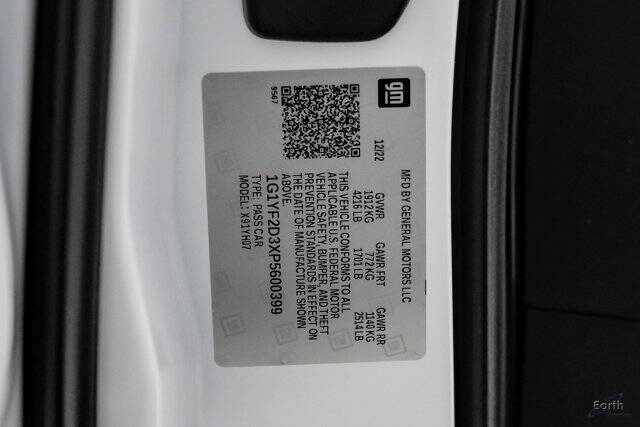 gm
MFD BY GENERAL MOTORS LLC
12/22
GVWR GAWR FRT GAWR RR
1912 KG 772 KG 1140 KG
4216 LB 1701 LB 2514 LB
THIS VEHICLE CONFORMS TO ALL
APPLICABLE U.S. FEDERAL MOTOR
VEHICLE SAFETY, BUMPER, AND THEFT
PREVENTION STANDARDS IN EFFECT ON
THE DATE OF MANUFACTURE SHOWN
ABOVE.
9567
1G1YF2D3XP5600399
TYPE: PASS CAR
MODEL: X91YH07
Earth